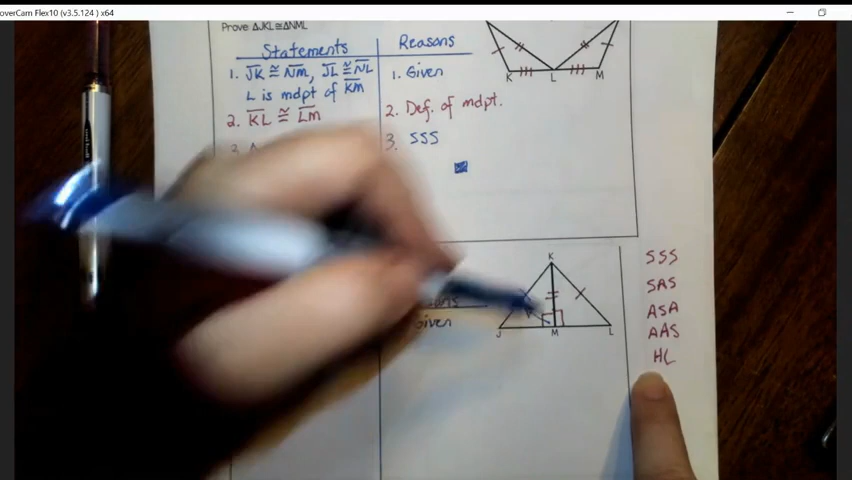 overCam Flex10 (v3.5.124 ) x64
Prove: ΔJKL≅ΔNML
Statements
Reasons
1. JK ≅ NM, JL ≅ NL
L is mdpt of KM
1. Given
2. KL ≅ LM
2. Def. of mdpt.
3. SSS
K L M
K
J M L
Given
SSS
SAS
ASA
AAS
HL